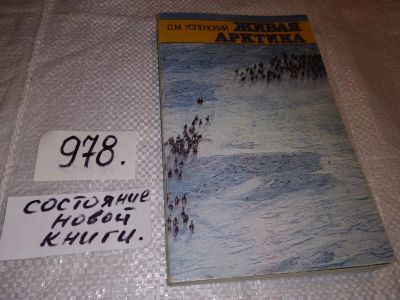 С.М. УСПЕНСКИЙ
ЖИВАЯ
АРКТИКА
978.
СОСТОЯНИЕ
НОВОЙ
КНИГИ.